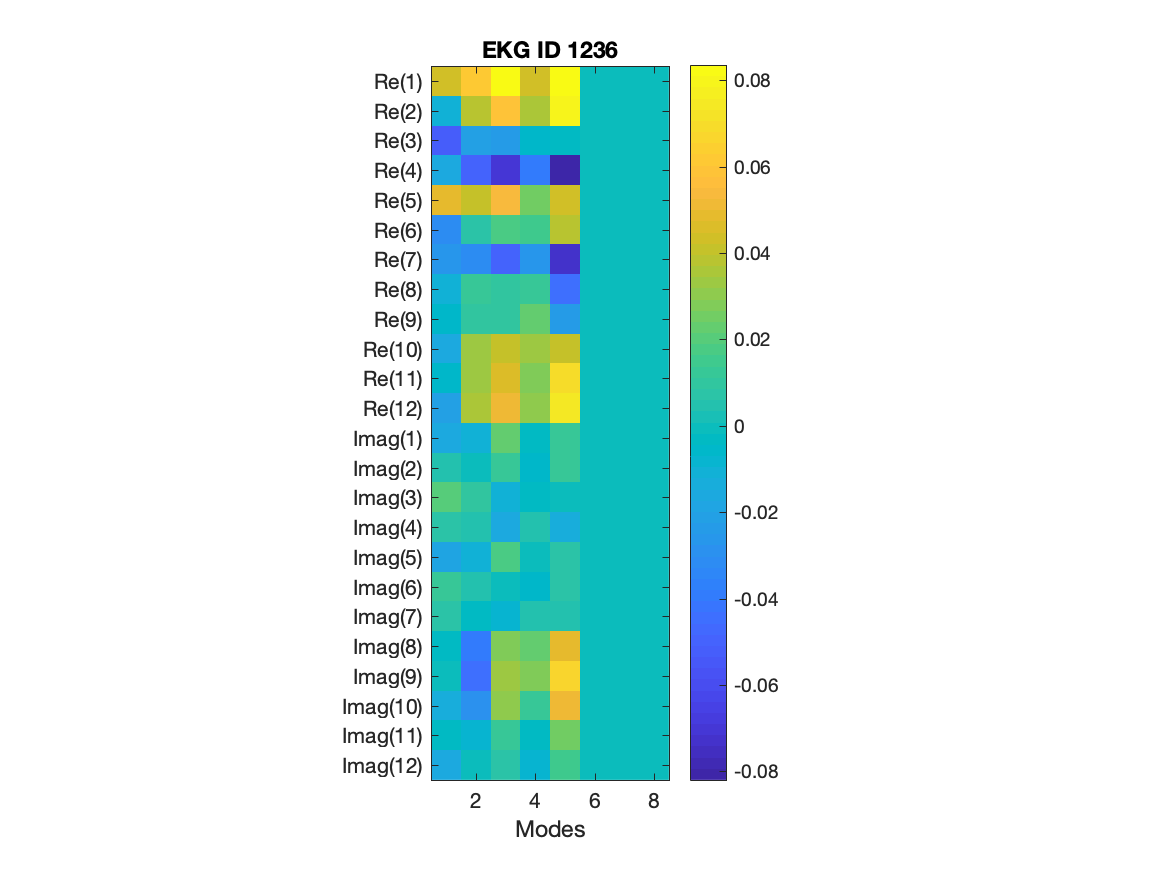 EKG ID 1236
Re(1)
Re(2)
Re(3)
Re(4)
Re(5)
Re(6)
Re(7)
Re(8)
Re(9)
Re(10)
Re(11)
Re(12)
Imag(1)
Imag(2)
Imag(3)
Imag(4)
Imag(5)
Imag(6)
Imag(7)
Imag(8)
Imag(9)
Imag(10)
Imag(11)
Imag(12)
2 4 6 8
Modes
0.08
0.06
0.04
0.02
0
-0.02
-0.04
-0.06
-0.08